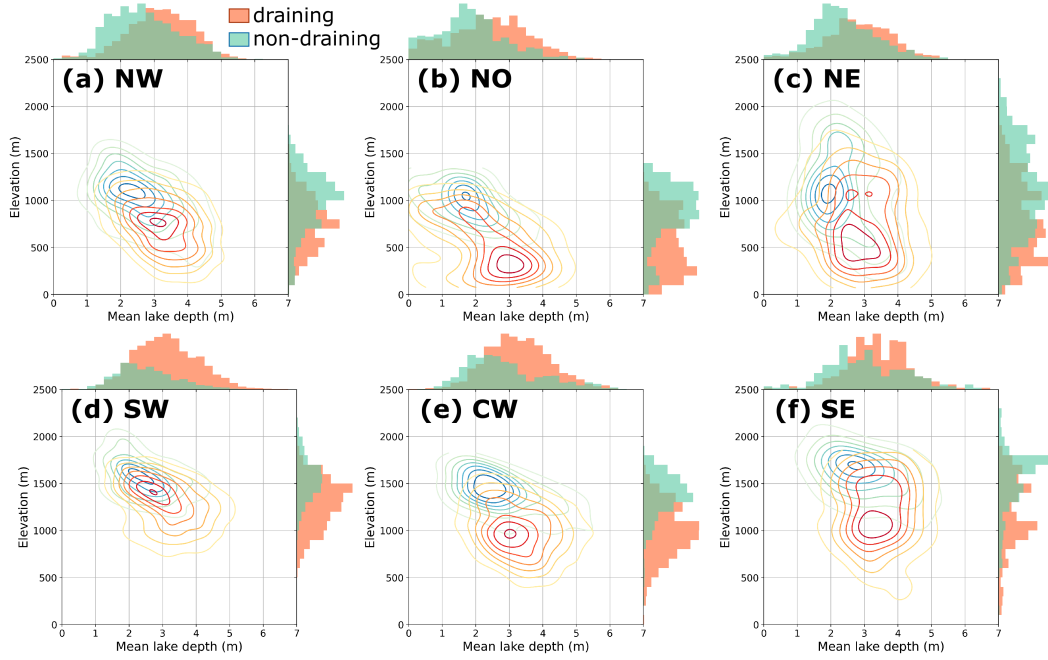 draining
non-draining
(a) NW
(b) NO
(c) NE
2500
2000
1500
1000
500
0
Elevation (m)
0 1 2 3 4 5 6 7
Mean lake depth (m)
2500
2000
1500
1000
500
0
Elevation (m)
0 1 2 3 4 5 6 7
Mean lake depth (m)
2500
2000
1500
1000
500
0
Elevation (m)
0 1 2 3 4 5 6 7
Mean lake depth (m)
(d) SW
(e) CW
(f) SE
2500
2000
1500
1000
500
0
Elevation (m)
0 1 2 3 4 5 6 7
Mean lake depth (m)
2500
2000
1500
1000
500
0
Elevation (m)
0 1 2 3 4 5 6 7
Mean lake depth (m)
2500
2000
1500
1000
500
0
Elevation (m)
0 1 2 3 4 5 6 7
Mean lake depth (m)